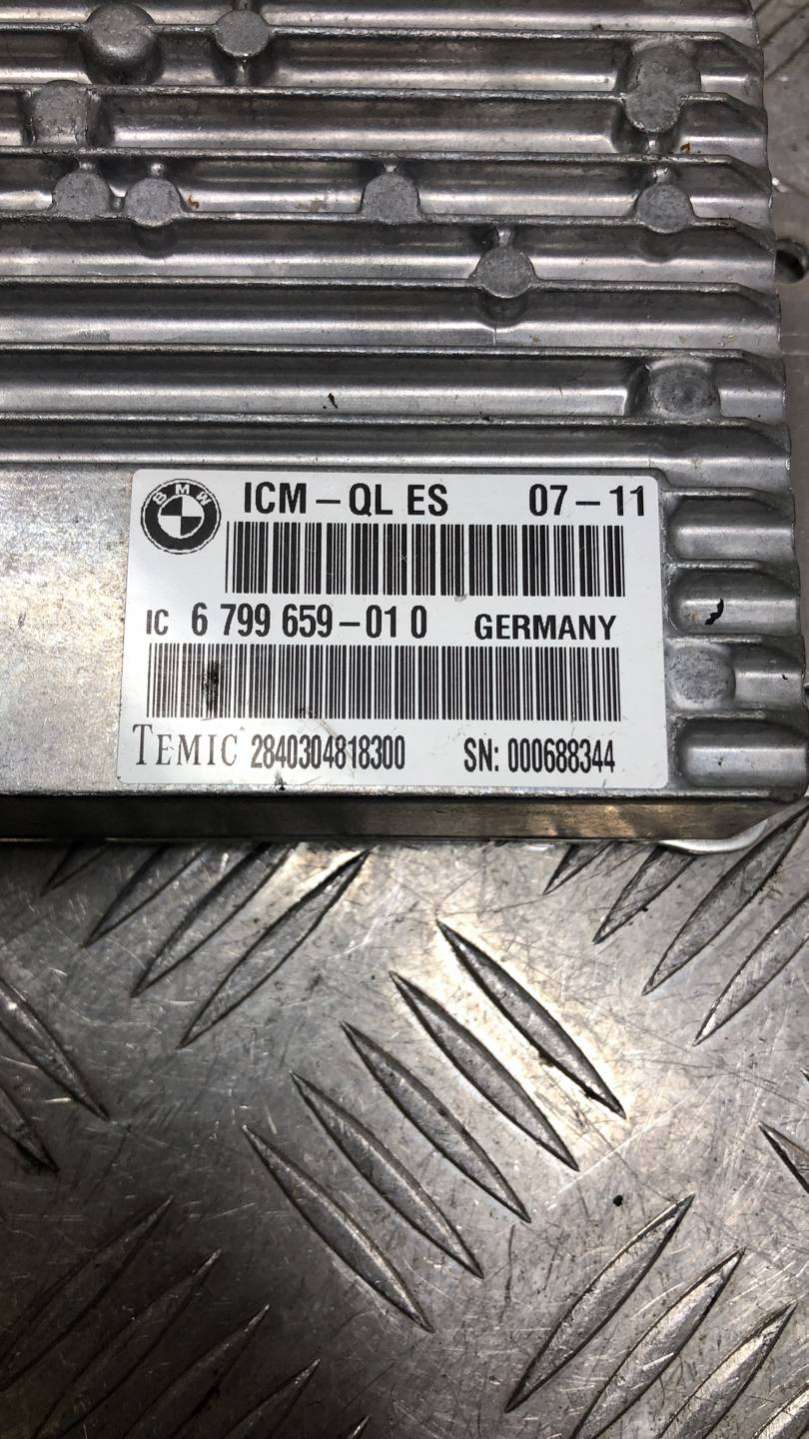 BMW
ICM-QL ES 07-11
IC 6 799 659-01 0 GERMANY
TEMIC 2840304818300 SN: 000688344